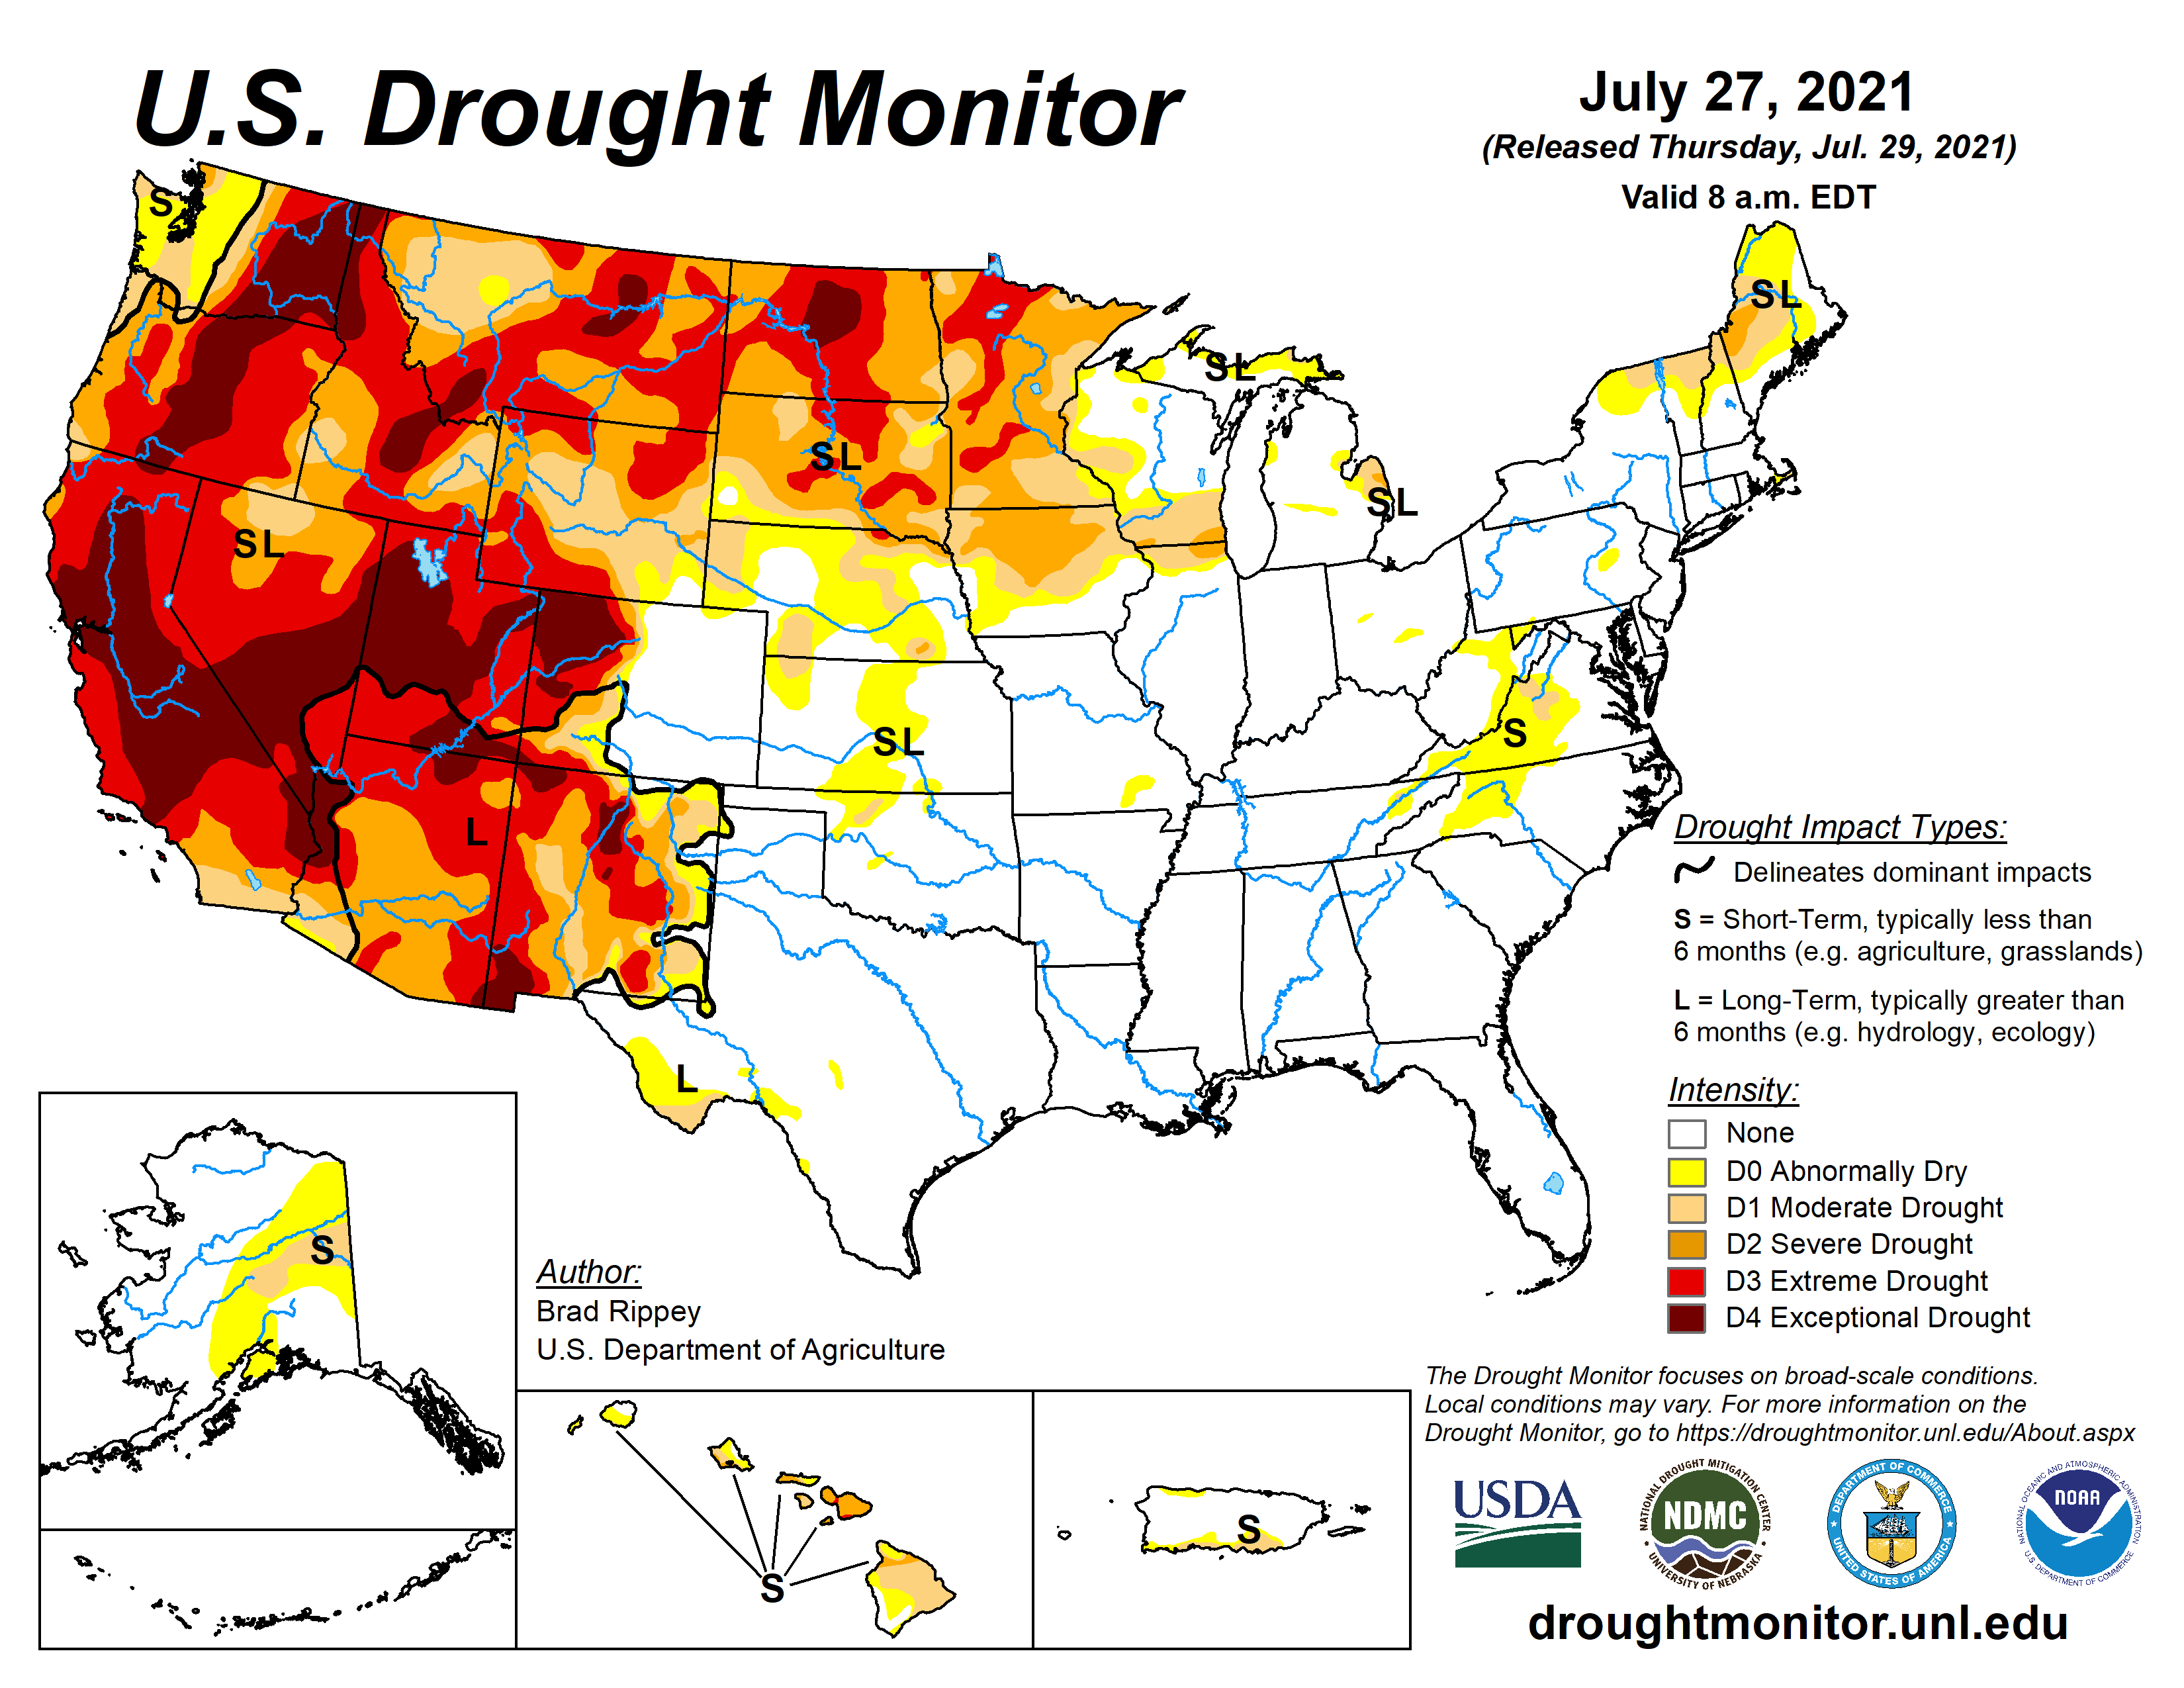 U.S. Drought Monitor
July 27, 2021
(Released Thursday, Jul. 29, 2021)
Valid 8 a.m. EDT
S
SL
SL
SL
SL
SL
SL
S
L
L
Drought Impact Types:
Delineates dominant impacts
S = Short-Term, typically less than
6 months (e.g. agriculture, grasslands)
L = Long-Term, typically greater than
6 months (e.g. hydrology, ecology)
Intensity:
None
D0 Abnormally Dry
D1 Moderate Drought
D2 Severe Drought
D3 Extreme Drought
D4 Exceptional Drought
S
Author:
Brad Rippey
U.S. Department of Agriculture
S
S
The Drought Monitor focuses on broad-scale conditions.
Local conditions may vary. For more information on the
Drought Monitor, go to https://droughtmonitor.unl.edu/About.aspx
USDA
NATIONAL DROUGHT MITIGATION CENTER
NDMC
UNIVERSITY OF NEBRASKA
DEPARTMENT OF COMMERCE
UNITED STATES OF AMERICA
NATIONAL OCEANIC AND ATMOSPHERIC ADMINISTRATION
NOAA
U.S. DEPARTMENT OF COMMERCE
droughtmonitor.unl.edu